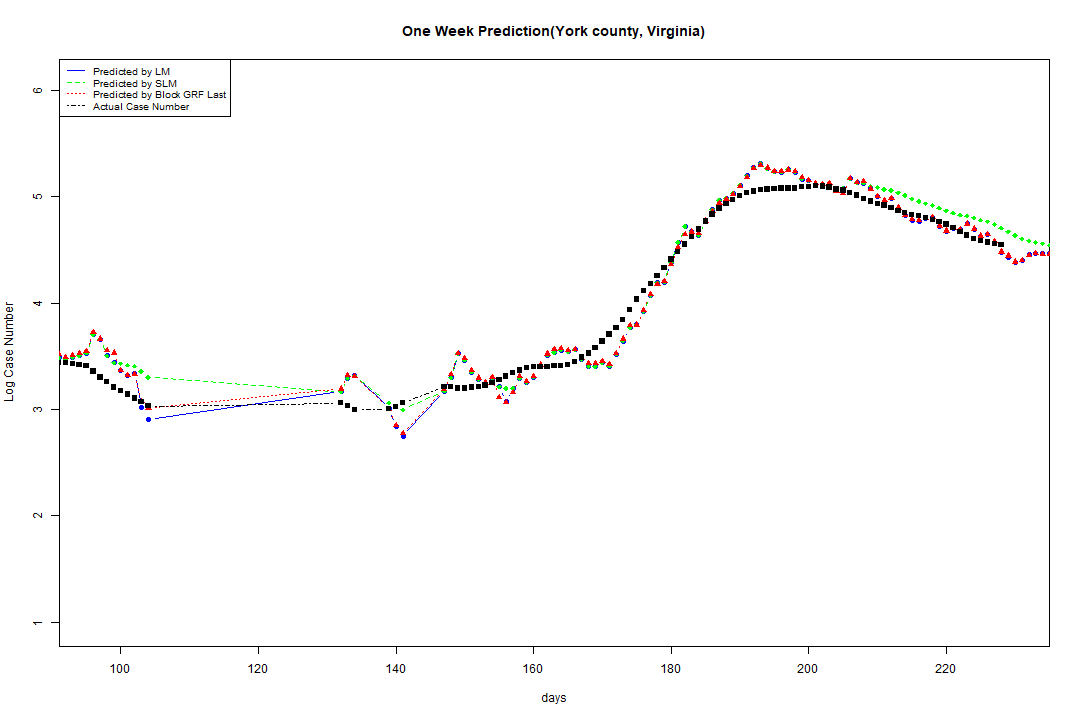 One Week Prediction(York county, Virginia)
Predicted by LM
Predicted by SLM
Predicted by Block GRF Last
Actual Case Number
6
5
4
3
2
1
Log Case Number
100 120 140 160 180 200 220
days